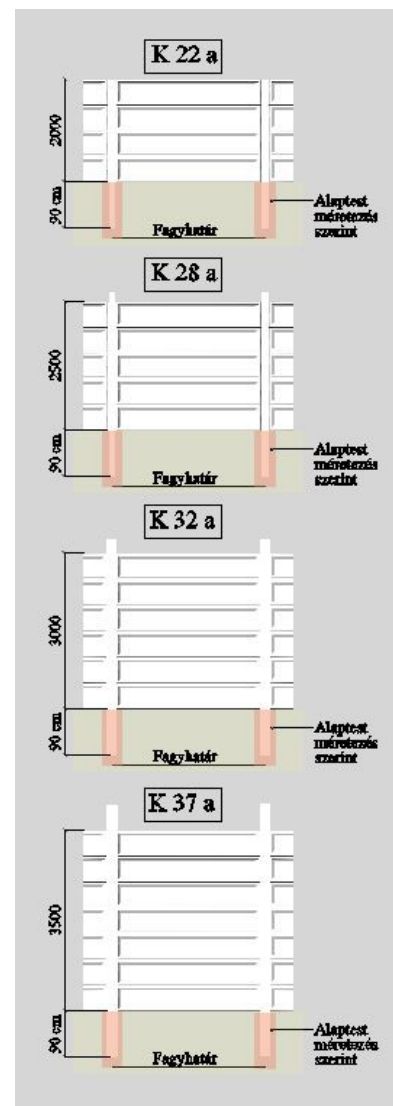 K 22 a
2000
90 cm
Fagyhatár
Alaptest
méretezés
szerint
K 28 a
2500
90 cm
Fagyhatár
Alaptest
méretezés
szerint
K 32 a
3000
90 cm
Fagyhatár
Alaptest
méretezés
szerint
K 37 a
3500
90 cm
Fagyhatár
Alaptest
méretezés
szerint